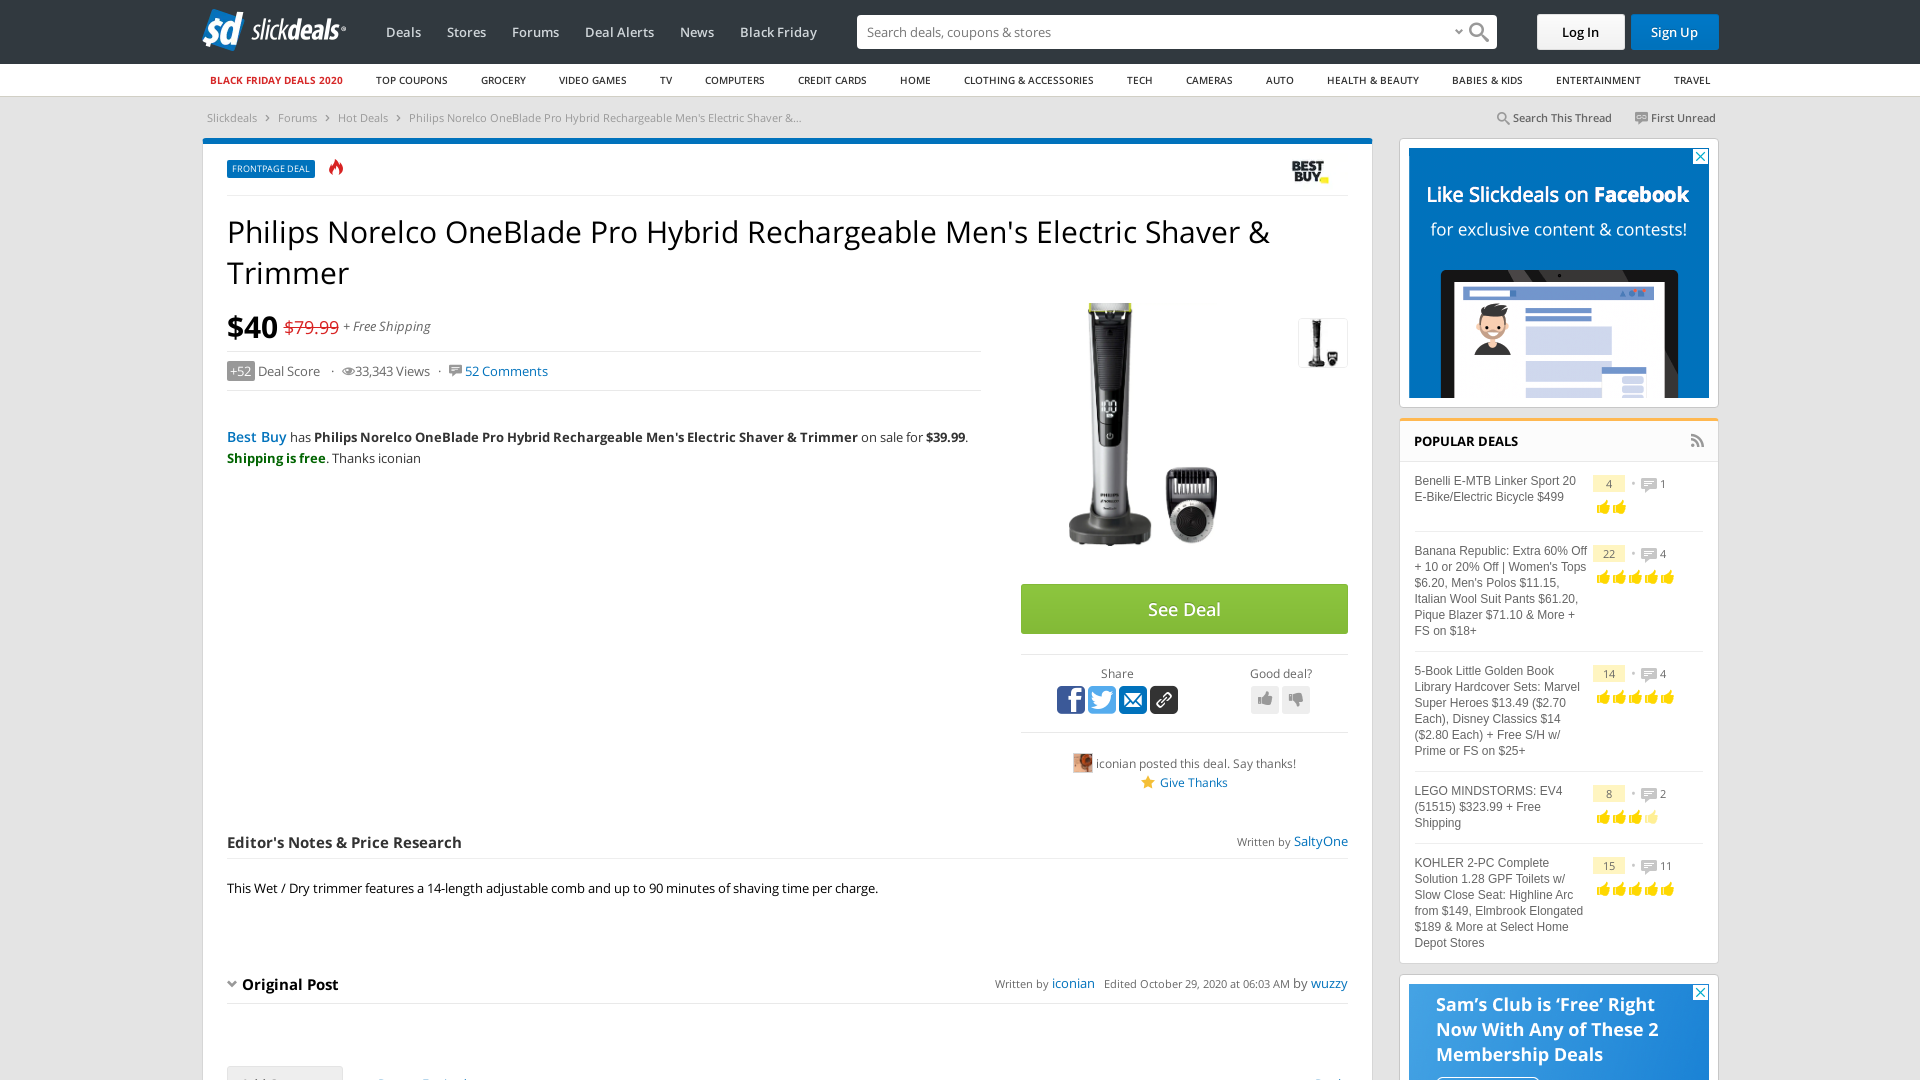 sd slickdeals
Deals Stores Forums Deal Alerts News Black Friday
Search deals, coupons & stores
Log In
Sign Up
BLACK FRIDAY DEALS 2020 TOP COUPONS GROCERY VIDEO GAMES TV COMPUTERS CREDIT CARDS HOME CLOTHING & ACCESSORIES TECH CAMERAS AUTO HEALTH & BEAUTY BABIES & KIDS ENTERTAINMENT TRAVEL
Slickdeals › Forums › Hot Deals › Philips Norelco OneBlade Pro Hybrid Rechargeable Men's Electric Shaver &...
Search This Thread
First Unread
FRONTPAGE DEAL
BEST
BUY
Philips Norelco OneBlade Pro Hybrid Rechargeable Men's Electric Shaver &
Trimmer
$40 $79.99 + Free Shipping
+52 Deal Score · 33,343 Views · 52 Comments
Best Buy has Philips Norelco OneBlade Pro Hybrid Rechargeable Men's Electric Shaver & Trimmer on sale for $39.99.
Shipping is free. Thanks iconian
100
PHILIPS
See Deal
Share
Good deal?
iconian posted this deal. Say thanks!
Give Thanks
Editor's Notes & Price Research
Written by SaltyOne
This Wet / Dry trimmer features a 14-length adjustable comb and up to 90 minutes of shaving time per charge.
Original Post
Written by iconian Edited October 29, 2020 at 06:03 AM by wuzzy
Like Slickdeals on Facebook
for exclusive content & contests!
POPULAR DEALS
Benelli E-MTB Linker Sport 20
E-Bike/Electric Bicycle $499
4 • 1
Banana Republic: Extra 60% Off
+ 10 or 20% Off | Women's Tops
$6.20, Men's Polos $11.15,
Italian Wool Suit Pants $61.20,
Pique Blazer $71.10 & More +
FS on $18+
22 • 4
5-Book Little Golden Book
Library Hardcover Sets: Marvel
Super Heroes $13.49 ($2.70
Each), Disney Classics $14
($2.80 Each) + Free S/H w/
Prime or FS on $25+
14 • 4
LEGO MINDSTORMS: EV4
(51515) $323.99 + Free
Shipping
8 • 2
KOHLER 2-PC Complete
Solution 1.28 GPF Toilets w/
Slow Close Seat: Highline Arc
from $149, Elmbrook Elongated
$189 & More at Select Home
Depot Stores
15 • 11
Sam's Club is 'Free' Right
Now With Any of These 2
Membership Deals